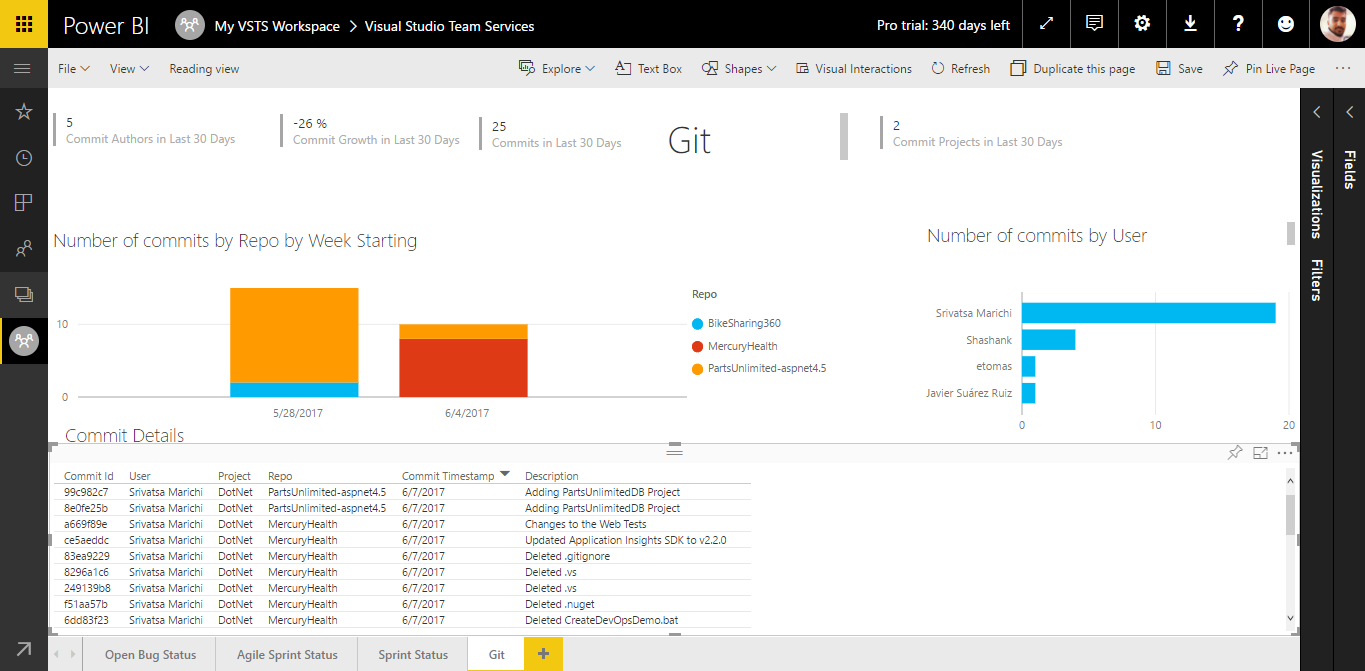 Power BI
My VSTS Workspace > Visual Studio Team Services
Pro trial: 340 days left
?
File
View
Reading view
Explore
Text Box
Shapes
Visual Interactions
Refresh
Duplicate this page
Save
Pin Live Page
...
5
Commit Authors in Last 30 Days
-26 %
Commit Growth in Last 30 Days
25
Commits in Last 30 Days
Git
2
Commit Projects in Last 30 Days
Visualizations
Filters
Fields
Number of commits by Repo by Week Starting
10
0
5/28/2017
6/4/2017
Repo
BikeSharing360
MercuryHealth
PartsUnlimited-aspnet4.5
Number of commits by User
Srivatsa Marichi
Shashank
etomas
Javier Suárez Ruiz
0
10
20
Commit Details
Commit Id User Project Repo Commit Timestamp Description
99c982c7 Srivatsa Marichi DotNet PartsUnlimited-aspnet4.5 6/7/2017 Adding PartsUnlimitedDB Project
8e0fe25b Srivatsa Marichi DotNet PartsUnlimited-aspnet4.5 6/7/2017 Adding PartsUnlimitedDB Project
a669f89e Srivatsa Marichi DotNet MercuryHealth 6/7/2017 Changes to the Web Tests
ce5aeddc Srivatsa Marichi DotNet MercuryHealth 6/7/2017 Updated Application Insights SDK to v2.2.0
83ea9229 Srivatsa Marichi DotNet MercuryHealth 6/7/2017 Deleted .gitignore
8296a1c6 Srivatsa Marichi DotNet MercuryHealth 6/7/2017 Deleted .vs
249139b8 Srivatsa Marichi DotNet MercuryHealth 6/7/2017 Deleted .vs
f51aa57b Srivatsa Marichi DotNet MercuryHealth 6/7/2017 Deleted .nuget
6dd83f23 Srivatsa Marichi DotNet MercuryHealth 6/7/2017 Deleted CreateDevOpsDemo.bat
Open Bug Status
Agile Sprint Status
Sprint Status
Git
+